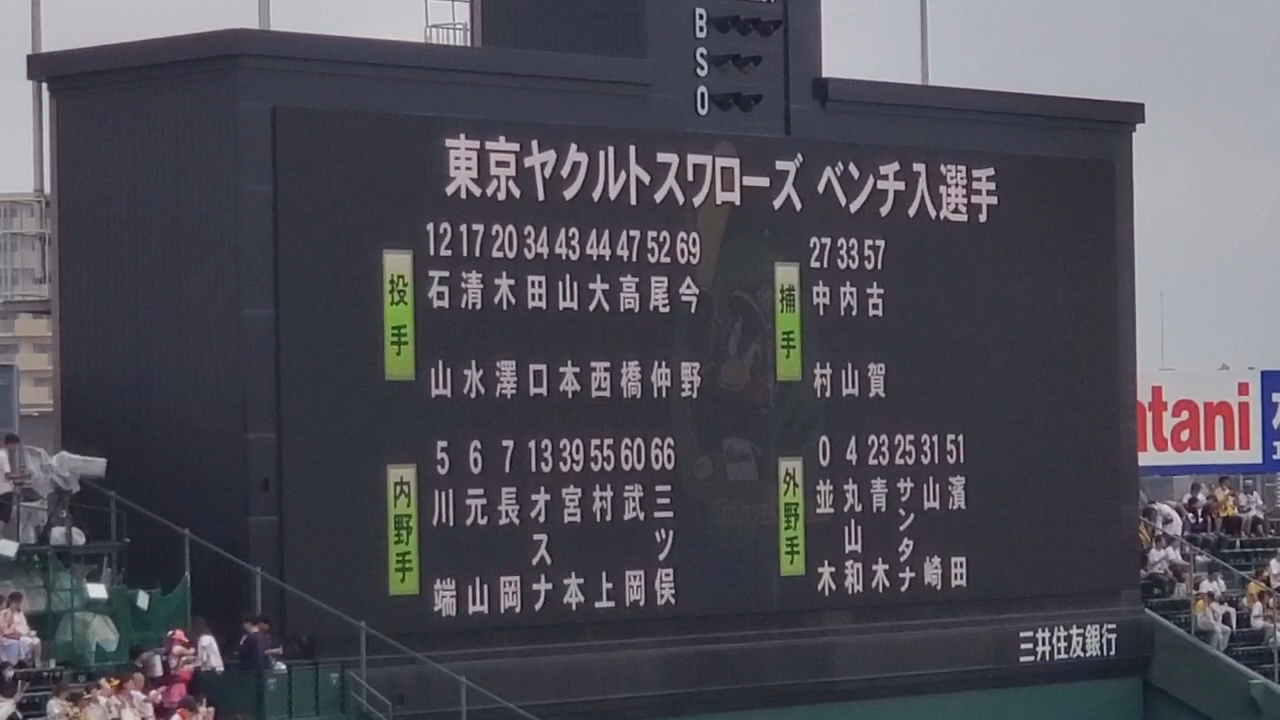 B
S
O
東京ヤクルトスワローズ ベンチ入選手
投手
12 17 20 34 43 44 47 52 69
石山 清水 木澤 田口 山本 大西 高橋 尾仲 今野
捕手
27 33 57
中村 内山 古賀
内野手
5 6 7 13 39 55 60 66
川端 元山 長岡 オスナ 宮本 村上 武岡 三ツ俣
外野手
0 4 23 25 31 51
並木 丸山和 青木 サンタナ 山崎 濱田
三井住友銀行
atani